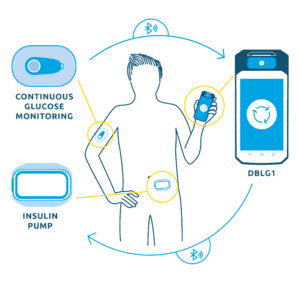 CONTINUOUS
GLUCOSE
MONITORING
DBLG1
INSULIN
PUMP